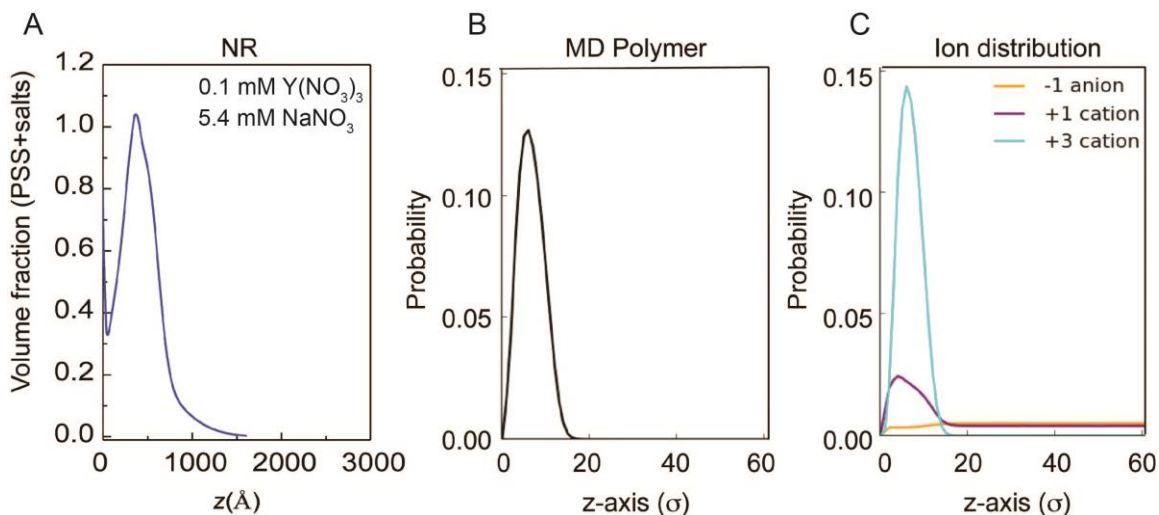 A
NR
0.1 mM Y(NO₃)₃
5.4 mM NaNO₃
Volume fraction (PSS+salts)
1.2
1.0
0.8
0.6
0.4
0.2
0.0
0
1000
2000
3000
z(Å)
B
MD Polymer
Probability
0.15
0.10
0.05
0.00
0
20
40
60
z-axis (σ)
C
Ion distribution
-1 anion
+1 cation
+3 cation
Probability
0.15
0.10
0.05
0.00
0
20
40
60
z-axis (σ)